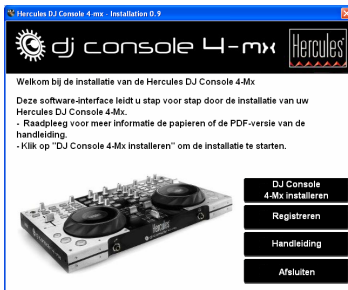 Hercules DJ Console 4-mx - Installation 0.9
dj console 4-mx Hercules
Welkom bij de installatie van de Hercules DJ Console 4-Mx
Deze software-interface leidt u stap voor stap door de installatie van uw
Hercules DJ Console 4-Mx.
- Raadpleeg voor meer informatie de papieren of de PDF-versie van de
handleiding.
- Klik op "DJ Console 4-Mx installeren" om de installatie te starten.
DJ Console
4-Mx installeren
Registreren
Handleiding
Afsluiten
Hercules